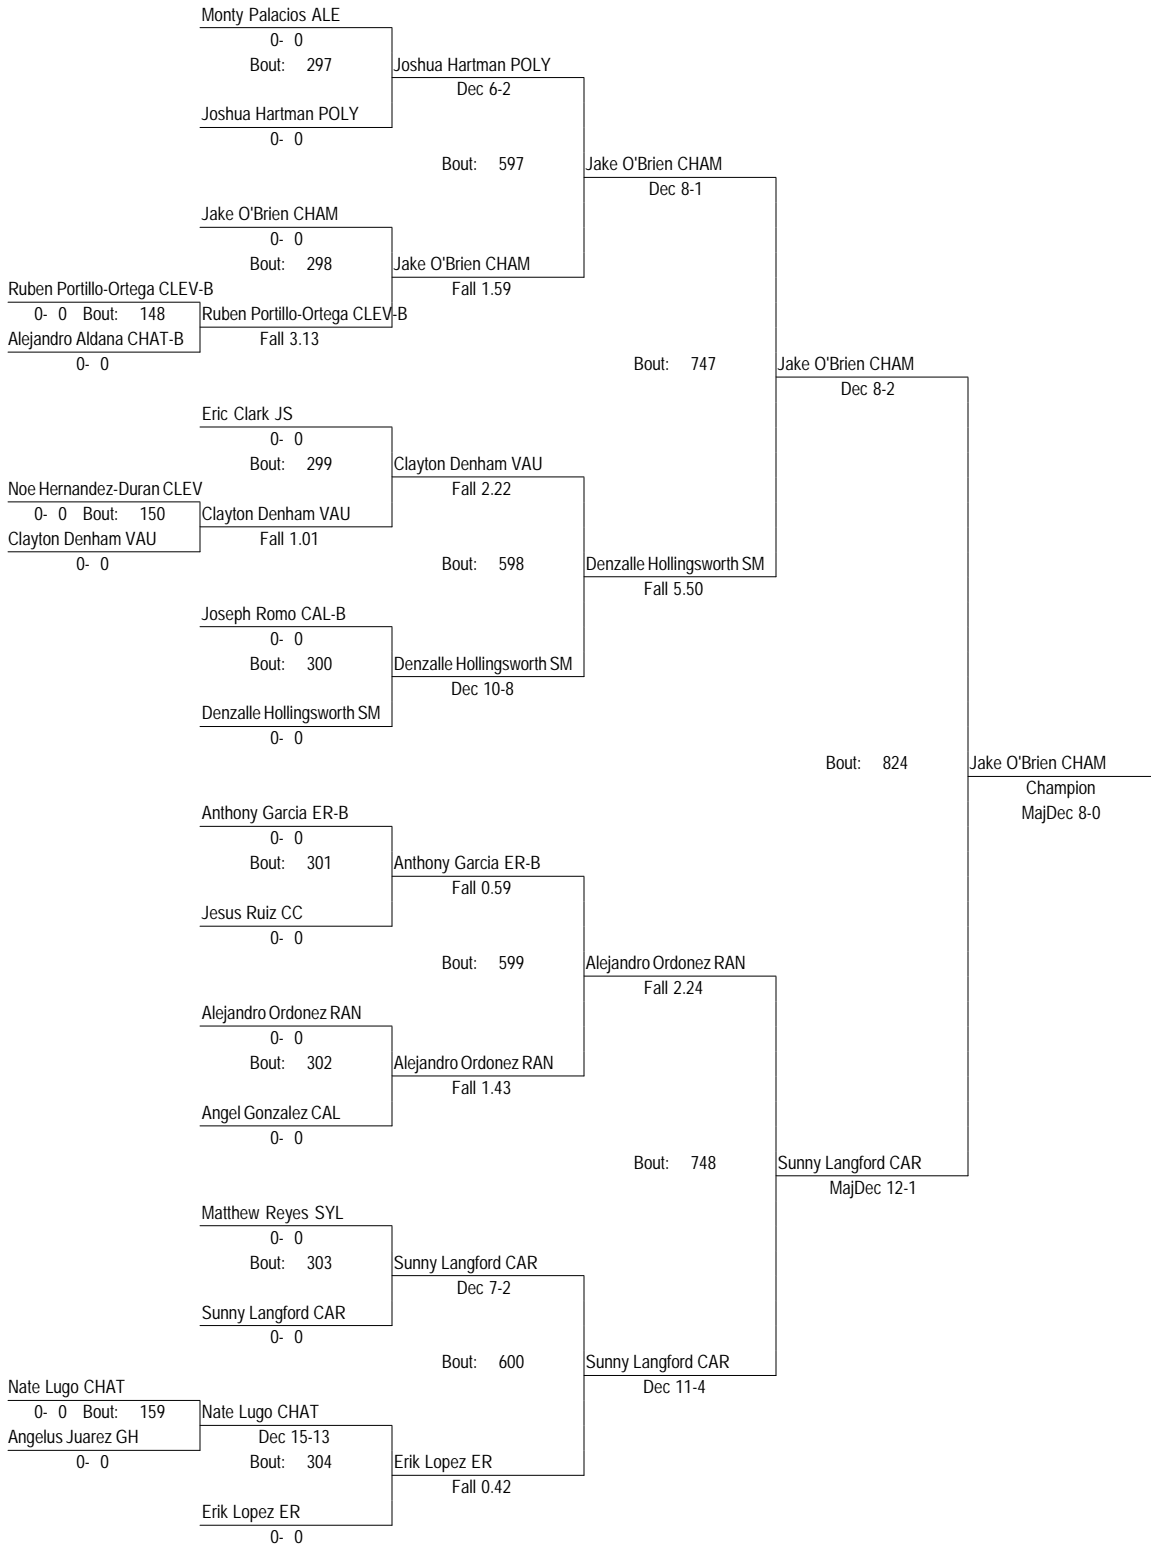 Monty Palacios ALE
0- 0
Bout: 297
Joshua Hartman POLY
Dec 6-2
Joshua Hartman POLY
0- 0
Bout: 597
Jake O'Brien CHAM
Dec 8-1
Jake O'Brien CHAM
0- 0
Bout: 298
Jake O'Brien CHAM
Fall 1.59
Ruben Portillo-Ortega CLEV-B
0- 0 Bout: 148
Ruben Portillo-Ortega CLEV-B
Fall 3.13
Alejandro Aldana CHAT-B
0- 0
Bout: 747
Jake O'Brien CHAM
Dec 8-2
Eric Clark JS
0- 0
Bout: 299
Clayton Denham VAU
Fall 2.22
Noe Hernandez-Duran CLEV
0- 0 Bout: 150
Clayton Denham VAU
Fall 1.01
Clayton Denham VAU
0- 0
Bout: 598
Denzalle Hollingsworth SM
Fall 5.50
Joseph Romo CAL-B
0- 0
Bout: 300
Denzalle Hollingsworth SM
Dec 10-8
Denzalle Hollingsworth SM
0- 0
Bout: 824
Jake O'Brien CHAM
Champion
MajDec 8-0
Anthony Garcia ER-B
0- 0
Bout: 301
Anthony Garcia ER-B
Fall 0.59
Jesus Ruiz CC
0- 0
Bout: 599
Alejandro Ordonez RAN
Fall 2.24
Alejandro Ordonez RAN
0- 0
Bout: 302
Alejandro Ordonez RAN
Fall 1.43
Angel Gonzalez CAL
0- 0
Bout: 748
Sunny Langford CAR
MajDec 12-1
Matthew Reyes SYL
0- 0
Bout: 303
Sunny Langford CAR
Dec 7-2
Sunny Langford CAR
0- 0
Bout: 600
Sunny Langford CAR
Dec 11-4
Nate Lugo CHAT
0- 0 Bout: 159
Nate Lugo CHAT
Dec 15-13
Angelus Juarez GH
0- 0
Bout: 304
Erik Lopez ER
Fall 0.42
Erik Lopez ER
0- 0